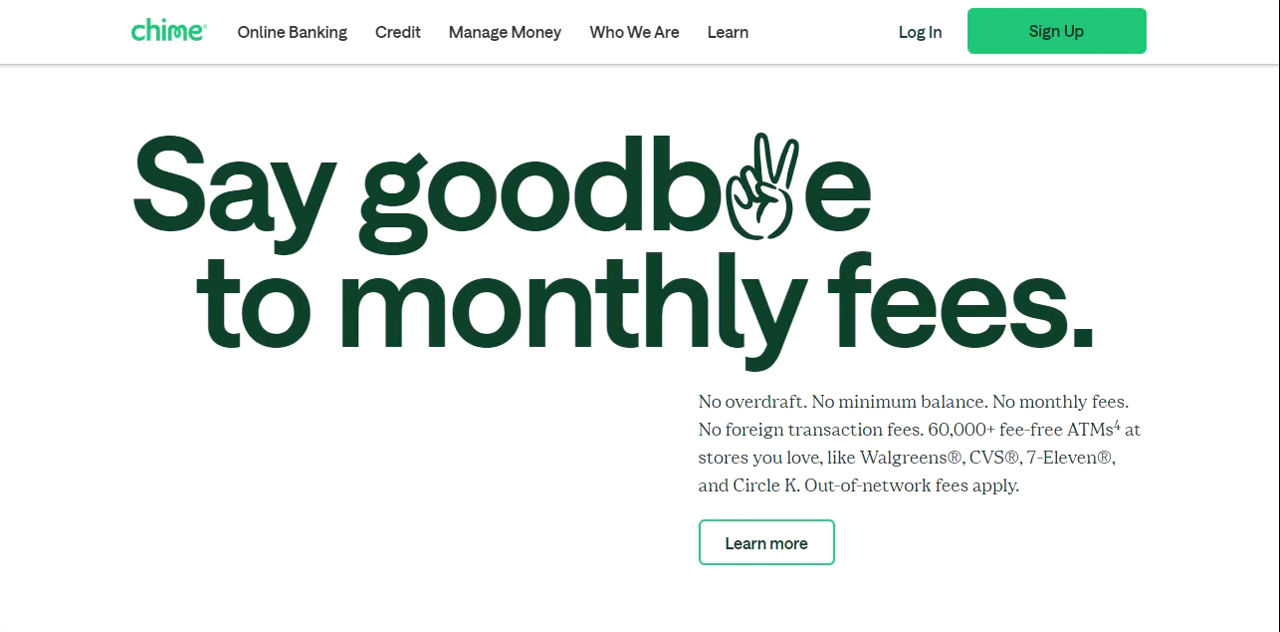 chime®
Online Banking Credit Manage Money Who We Are Learn Log In Sign Up
Say goodb✌e
to monthly fees.
No overdraft. No minimum balance. No monthly fees.
No foreign transaction fees. 60,000+ fee-free ATMs⁴ at
stores you love, like Walgreens®, CVS®, 7-Eleven®,
and Circle K. Out-of-network fees apply.
Learn more